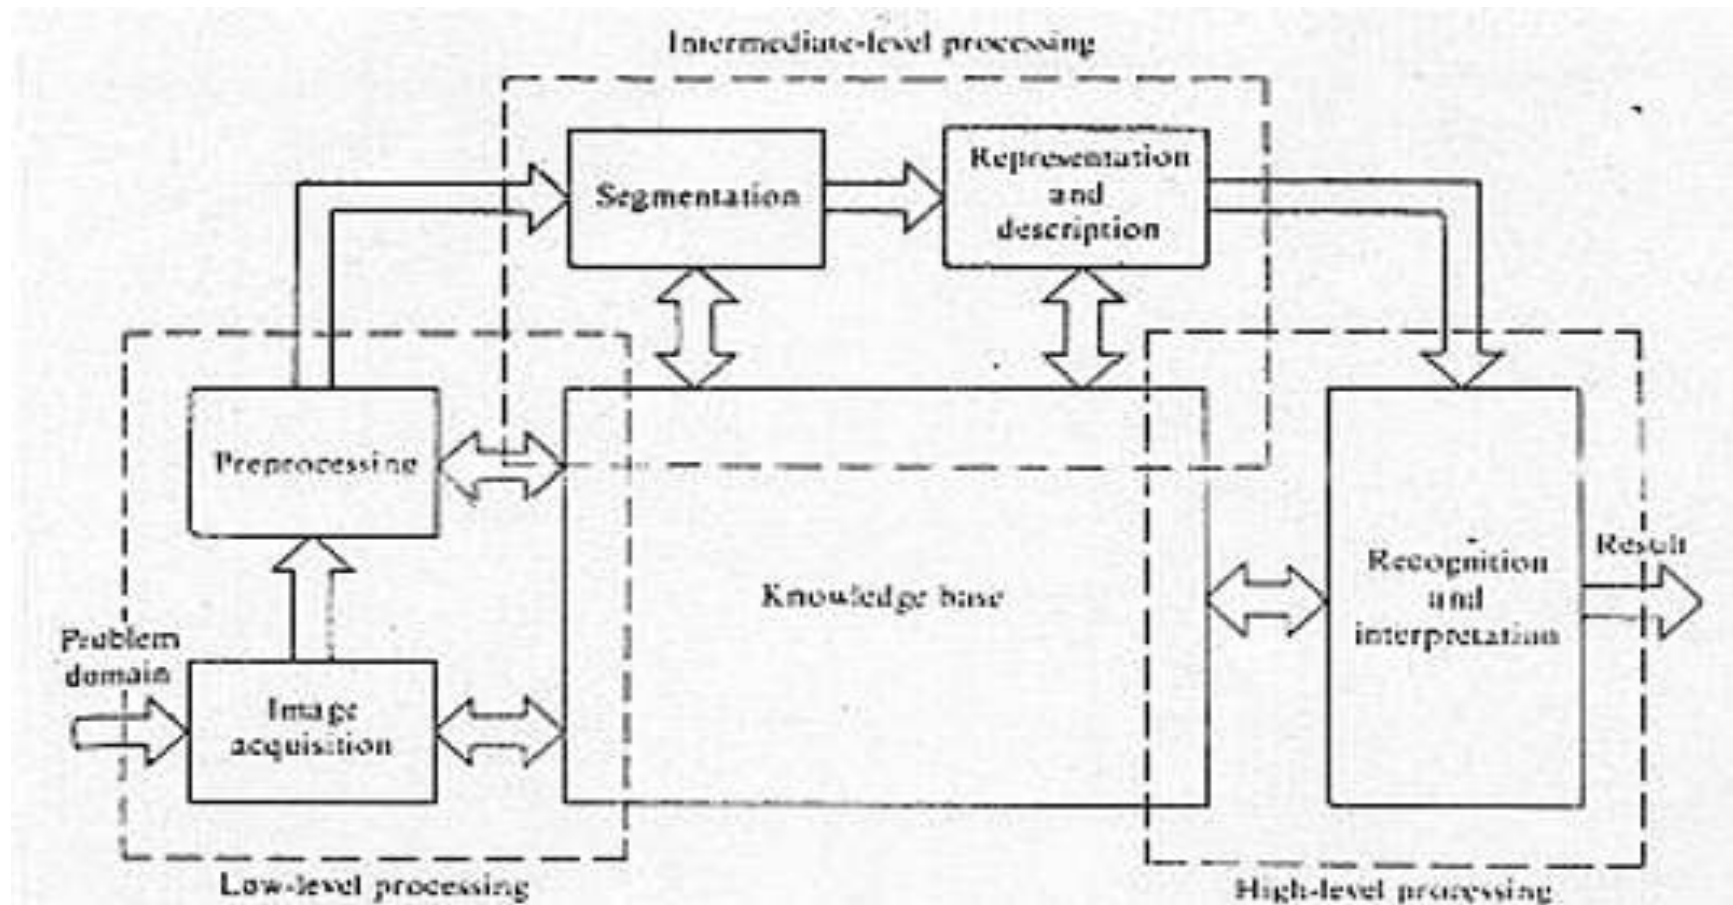 Intermediate-level processing
Segmentation
Representation
and
description
Preprocessing
Knowledge base
Recognition
and
interpretation
Result
Problem
domain
Image
acquisition
Low-level processing
High-level processing